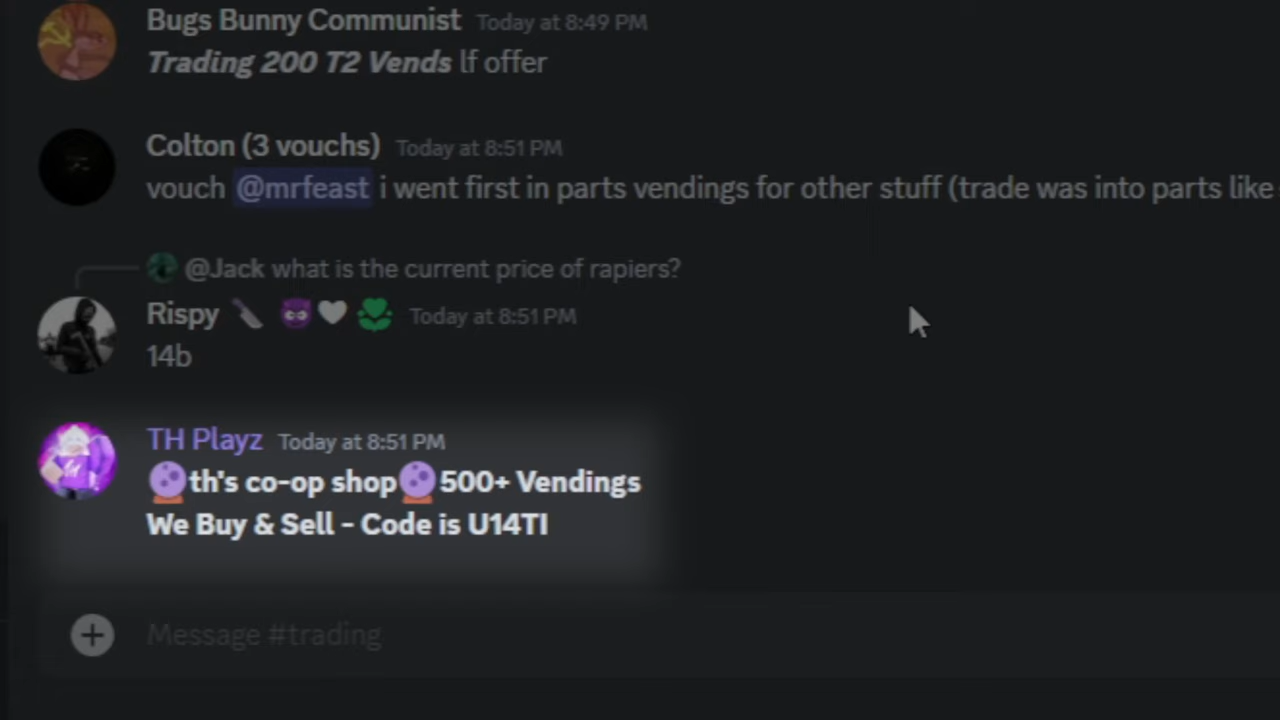 Bugs Bunny Communist Today at 8:49 PM
Trading 200 T2 Vends lf offer
Colton (3 vouchs) Today at 8:51 PM
vouch @mrfeast i went first in parts vendings for other stuff (trade was into parts like
@Jack what is the current price of rapiers?
Rispy Today at 8:51 PM
14b
TH Playz Today at 8:51 PM
th's co-op shop 500+ Vendings
We Buy & Sell - Code is U14TI
Message #trading